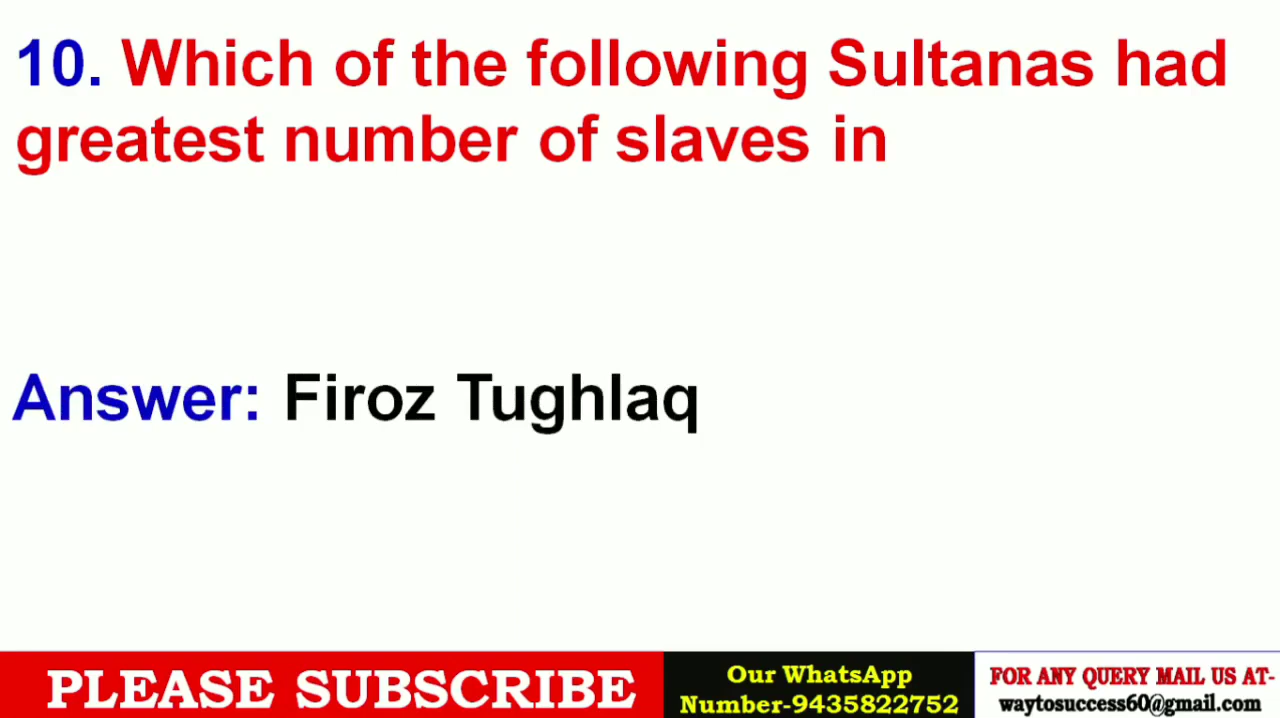 10. Which of the following Sultanas had
greatest number of slaves in
Answer: Firoz Tughlaq
PLEASE SUBSCRIBE
Our WhatsApp
Number-9435822752
FOR ANY QUERY MAIL US AT-
waytosuccess60@gmail.com